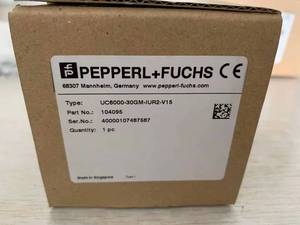 PEPPERL+FUCHS CE
68307 Mannheim, Germany www.pepperl-fuchs.com
Type: UC6000-30GM-IUR2-V15
Part No.: 104095
Ser.No.: 40000107487587
Quantity: 1 pc
Made in Singapore